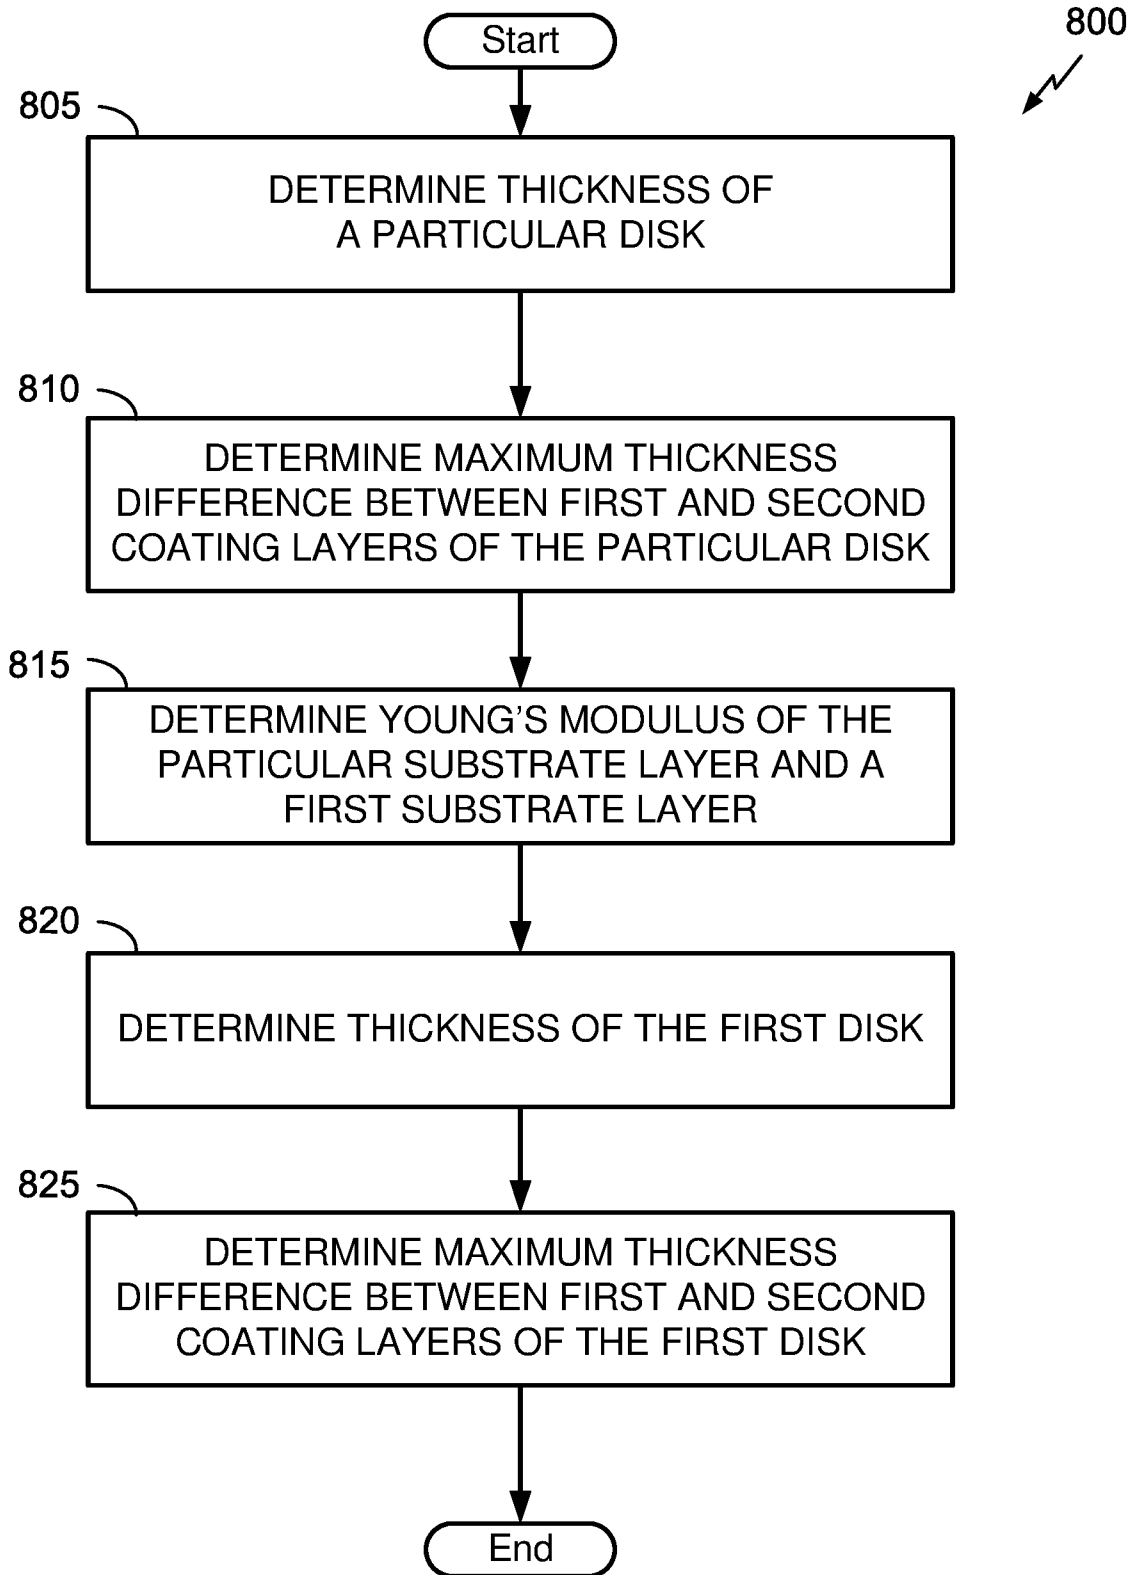 800
Start
805
DETERMINE THICKNESS OF
A PARTICULAR DISK
810
DETERMINE MAXIMUM THICKNESS
DIFFERENCE BETWEEN FIRST AND SECOND
COATING LAYERS OF THE PARTICULAR DISK
815
DETERMINE YOUNG’S MODULUS OF THE
PARTICULAR SUBSTRATE LAYER AND A
FIRST SUBSTRATE LAYER
820
DETERMINE THICKNESS OF THE FIRST DISK
825
DETERMINE MAXIMUM THICKNESS
DIFFERENCE BETWEEN FIRST AND SECOND
COATING LAYERS OF THE FIRST DISK
End